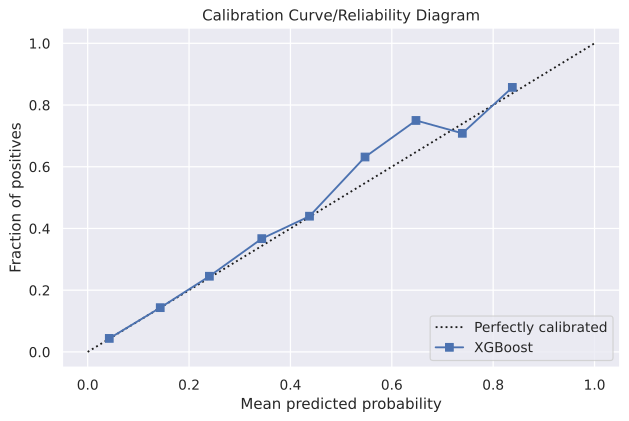 Calibration Curve/Reliability Diagram
1.0
0.8
0.6
0.4
0.2
0.0
Fraction of positives
Perfectly calibrated
XGBoost
0.0 0.2 0.4 0.6 0.8 1.0
Mean predicted probability